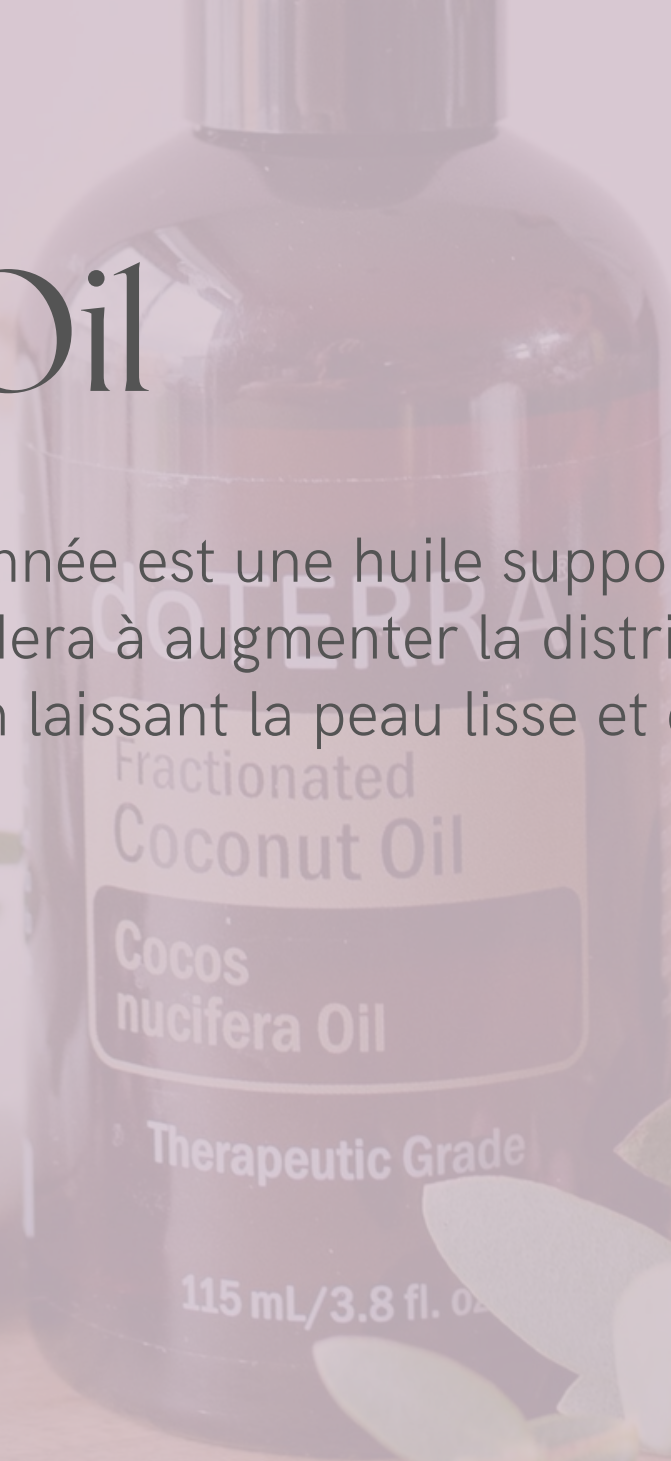 Oil
nnée est une huile suppo
dera à augmenter la distri
n laissant la peau lisse et
dōTERRA
Fractionated
Coconut Oil
Cocos
nucifera Oil
Therapeutic Grade
115 mL/3.8 fl. oz